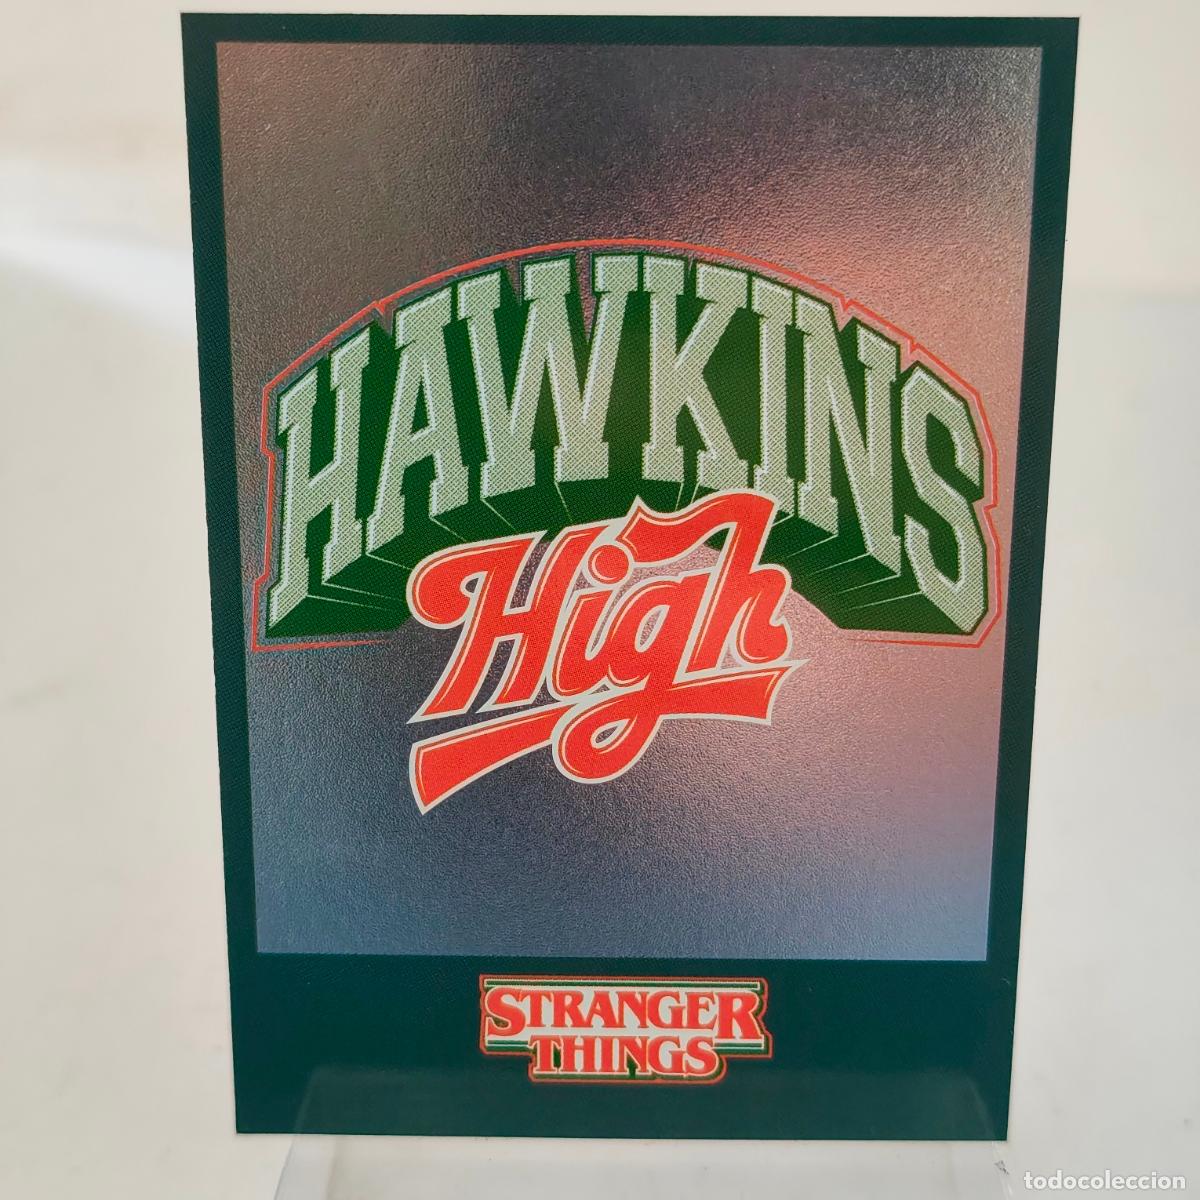 HAWKINS
High
STRANGER
THINGS
todocoleccion